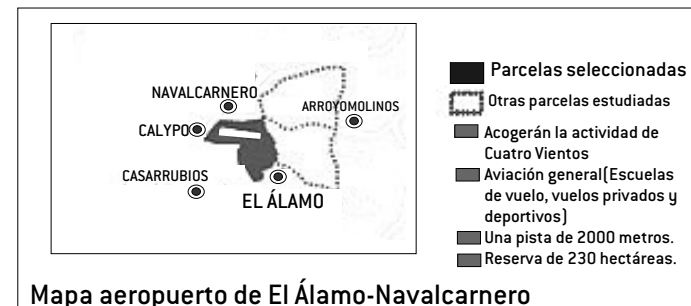 NAVALCARNERO
ARROYOMOLINOS
CALYPO
CASARRUBIOS
EL ÁLAMO
Parcelas seleccionadas
Otras parcelas estudiadas
Acogerán la actividad de
Cuatro Vientos
Aviación general(Escuelas
de vuelo, vuelos privados y
deportivos)
Una pista de 2000 metros.
Reserva de 230 hectáreas.
Mapa aeropuerto de El Álamo-Navalcarnero